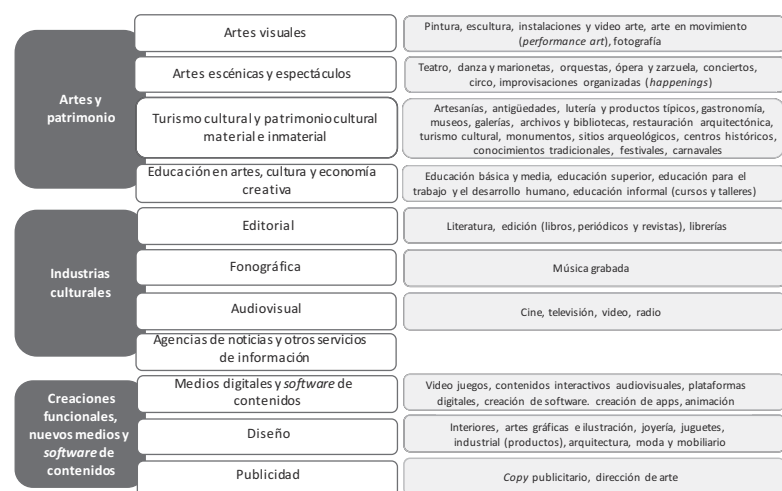 Artes y
patrimonio
Artes visuales
Pintura, escultura, instalaciones y video arte, arte en movimiento
(performance art), fotografía
Artes escénicas y espectáculos
Teatro, danza y marionetas, orquestas, ópera y zarzuela, conciertos,
circo, improvisaciones organizadas (happenings)
Turismo cultural y patrimonio cultural
material e inmaterial
Artesanías, antigüedades, lutería y productos típicos, gastronomía,
museos, galerías, archivos y bibliotecas, restauración arquitectónica,
turismo cultural, monumentos, sitios arqueológicos, centros históricos,
conocimientos tradicionales, festivales, carnavales
Educación en artes, cultura y economía
creativa
Educación básica y media, educación superior, educación para el
trabajo y el desarrollo humano, educación informal (cursos y talleres)
Industrias
culturales
Editorial
Literatura, edición (libros, periódicos y revistas), librerías
Fonográfica
Música grabada
Audiovisual
Cine, televisión, video, radio
Agencias de noticias y otros servicios
de información
Creaciones
funcionales,
nuevos medios y
software de
contenidos
Medios digitales y software de
contenidos
Video juegos, contenidos interactivos audiovisuales, plataformas
digitales, creación de software. creación de apps, animación
Diseño
Interiores, artes gráficas e ilustración, joyería, juguetes,
industrial (productos), arquitectura, moda y mobiliario
Publicidad
Copy publicitario, dirección de arte